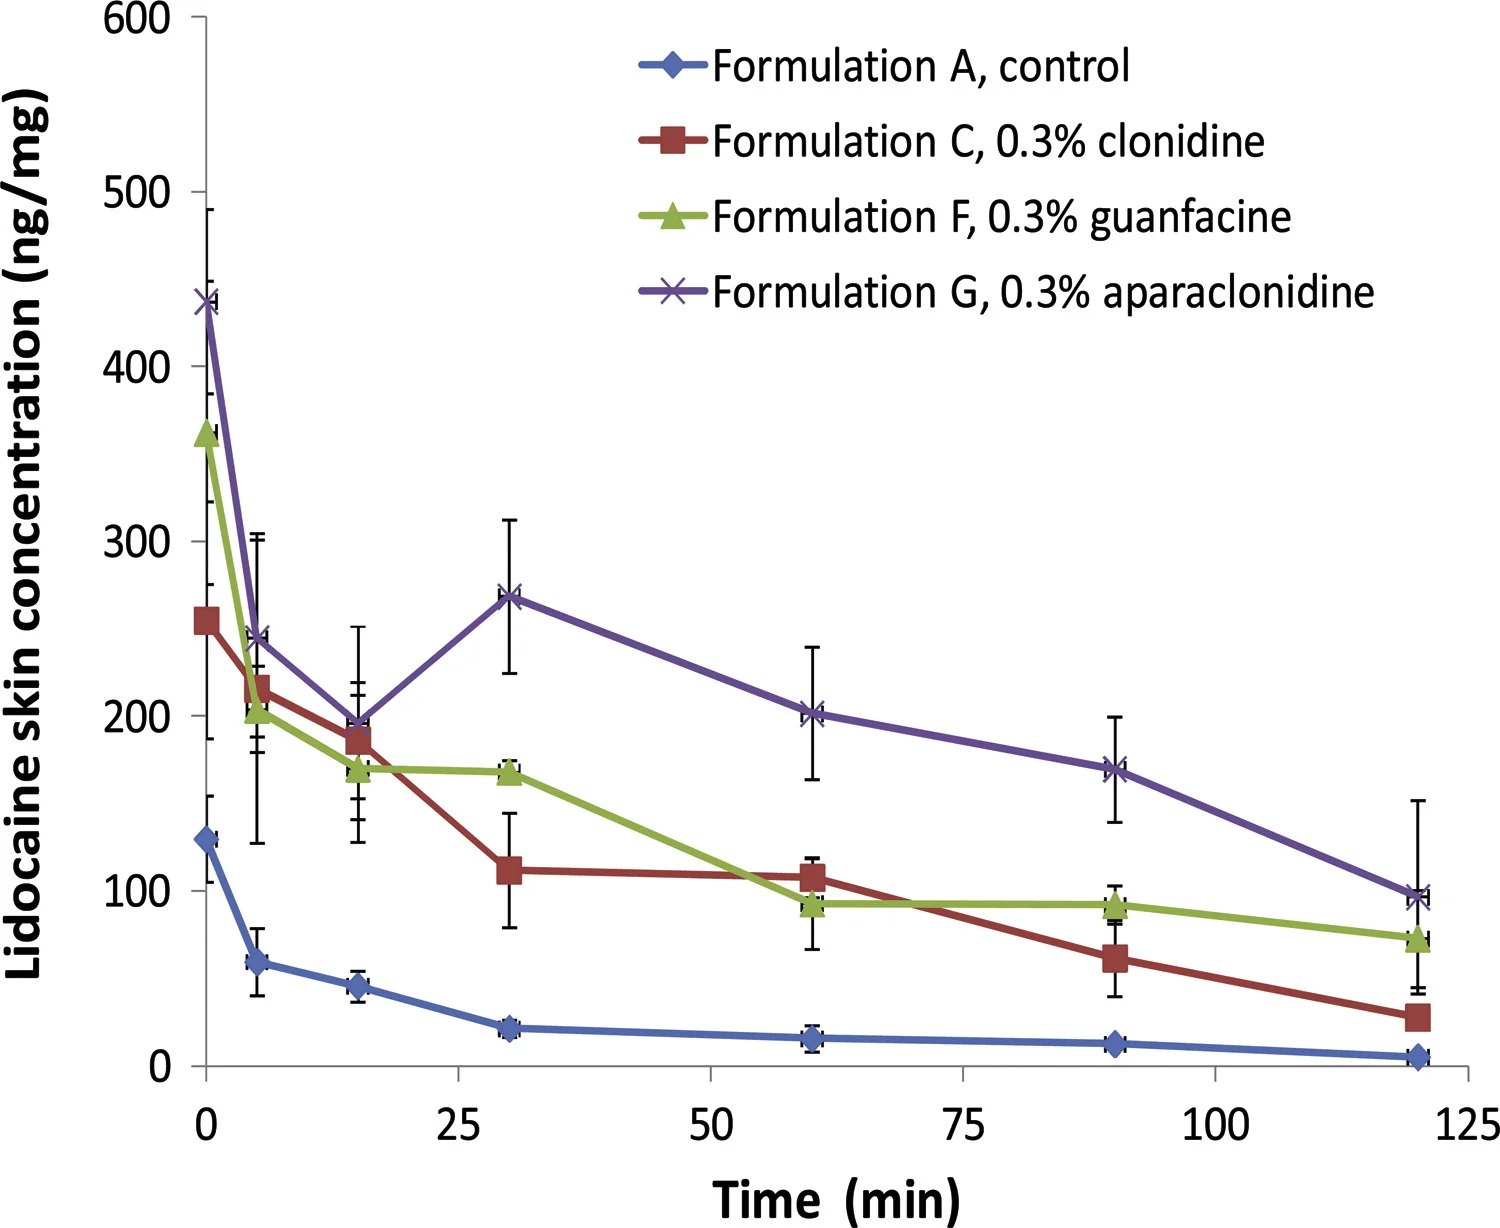 Lidocaine skin concentration (ng/mg)
600
500
400
300
200
100
0
Formulation A, control
Formulation C, 0.3% clonidine
Formulation F, 0.3% guanfacine
Formulation G, 0.3% aparaclonidine
0 25 50 75 100 125
Time (min)